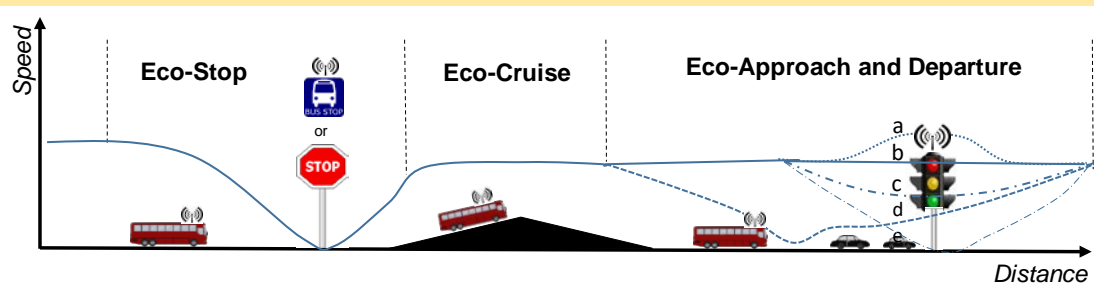 Speed
Eco-Stop
BUS STOP
or
STOP
Eco-Cruise
Eco-Approach and Departure
a
b
c
d
e
Distance